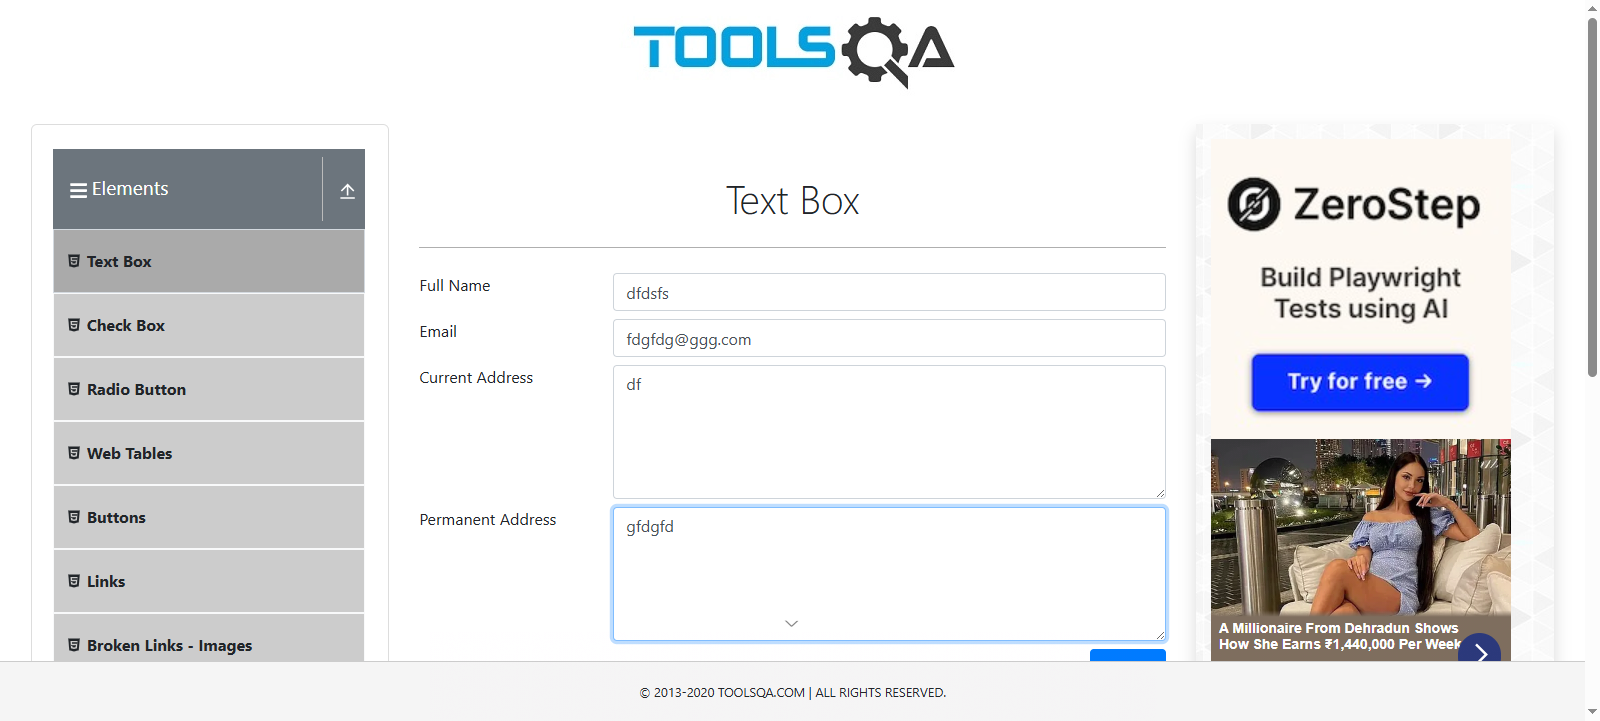 TOOLSQA
Elements
Text Box
Check Box
Radio Button
Web Tables
Buttons
Links
Broken Links - Images
Text Box
Full Name
dfdsfs
Email
fdgfdg@ggg.com
Current Address
df
Permanent Address
gfdgfd
ZeroStep
Build Playwright
Tests using AI
Try for free →
A Millionaire From Dehradun Shows
How She Earns ₹1,440,000 Per Week
© 2013-2020 TOOLSQA.COM | ALL RIGHTS RESERVED.